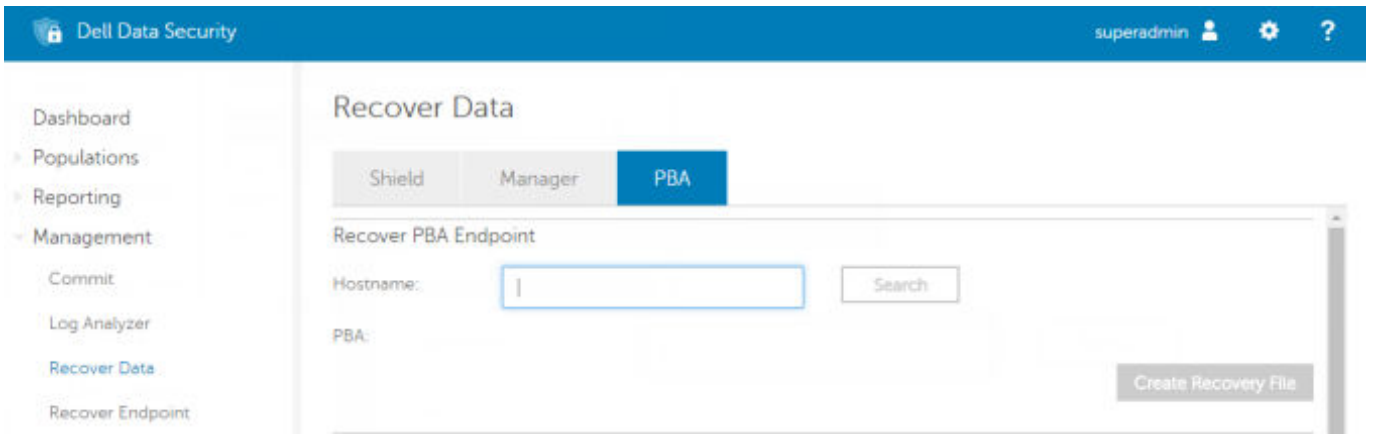 Dell Data Security
superadmin
?
Dashboard
Populations
Reporting
Management
Commit
Log Analyzer
Recover Data
Recover Endpoint
Recover Data
Shield Manager PBA
Recover PBA Endpoint
Hostname:
Search
PBA:
Create Recovery File